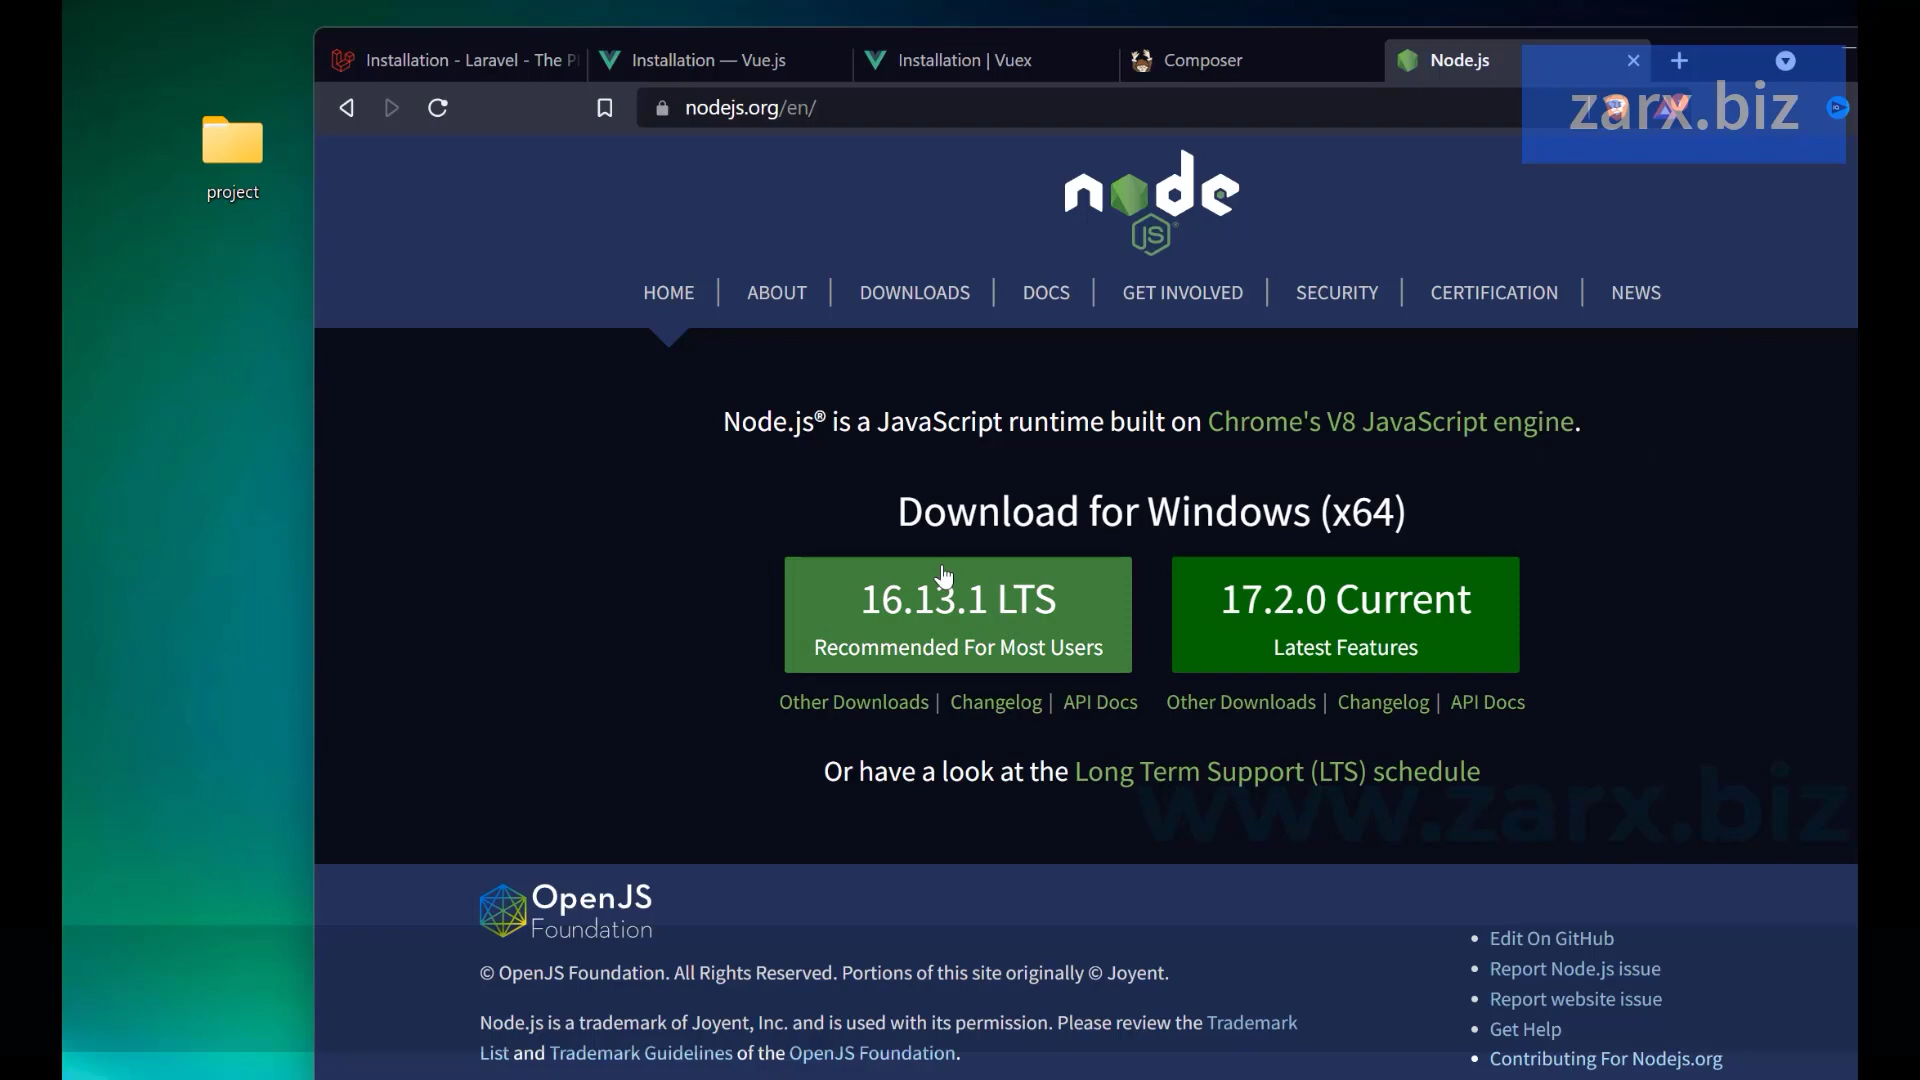 Installation - Laravel - The P
Installation — Vue.js
Installation | Vuex
Composer
Node.js
nodejs.org/en/
zarx.biz
project
node
JS
HOME
ABOUT
DOWNLOADS
DOCS
GET INVOLVED
SECURITY
CERTIFICATION
NEWS
Node.js® is a JavaScript runtime built on Chrome's V8 JavaScript engine.
Download for Windows (x64)
16.13.1 LTS
Recommended For Most Users
17.2.0 Current
Latest Features
Other Downloads | Changelog | API Docs
Other Downloads | Changelog | API Docs
Or have a look at the Long Term Support (LTS) schedule
www.zarx.biz
OpenJS
Foundation
© OpenJS Foundation. All Rights Reserved. Portions of this site originally © Joyent.
Node.js is a trademark of Joyent, Inc. and is used with its permission. Please review the Trademark
List and Trademark Guidelines of the OpenJS Foundation.
• Edit On GitHub
• Report Node.js issue
• Report website issue
• Get Help
• Contributing For Nodejs.org